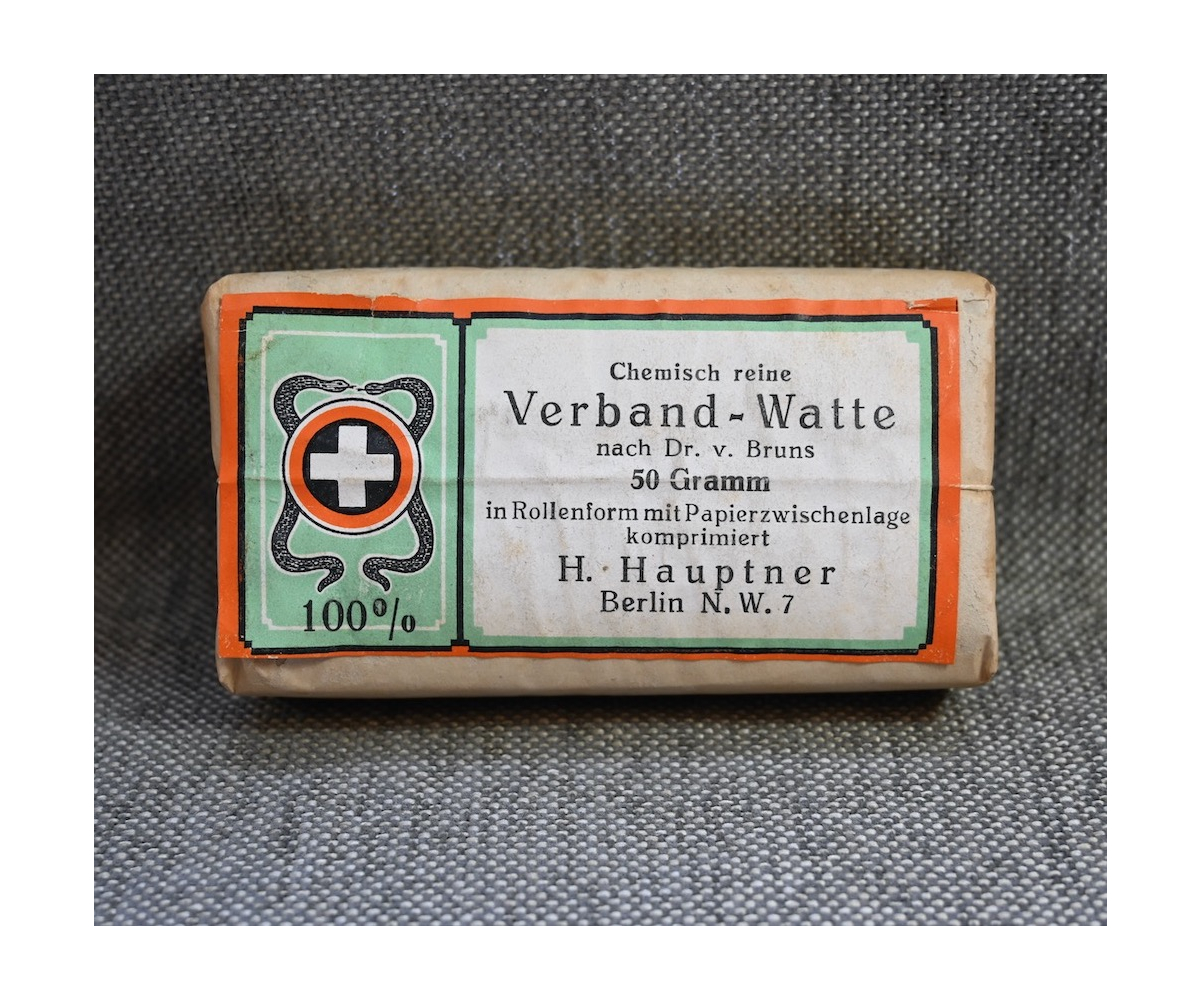 100%
Chemisch reine
Verband-Watte
nach Dr. v. Bruns
50 Gramm
in Rollenform mit Papierzwischenlage
komprimiert
H. Hauptner
Berlin N. W. 7